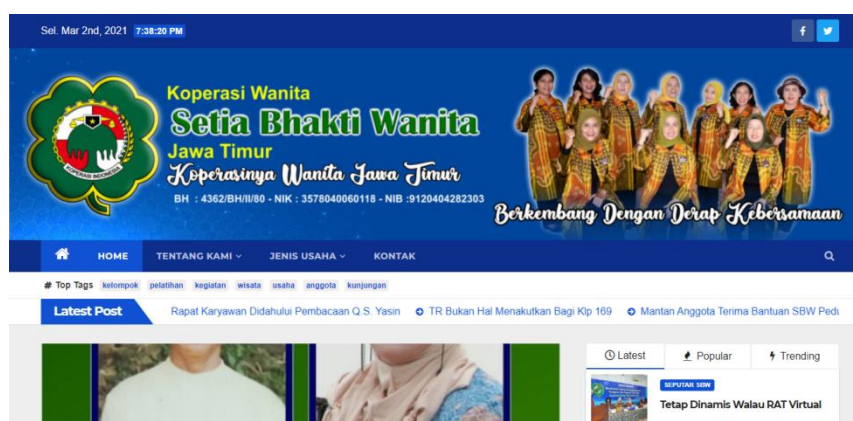 Sel. Mar 2nd, 2021 7:38:20 PM
Koperasi Wanita
Setia Bhakti Wanita
Jawa Timur
Koperasinya Wanita Jawa Timur
BH : 4362/BH/II/80 - NIK : 3578040060118 - NIB :9120404282303
Berkembang Dengan Derap Kebersamaan
KOPERASI INDONESIA
HOME TENTANG KAMI JENIS USAHA KONTAK
# Top Tags kelompok pelatihan kegiatan wisata usaha anggota kunjungan
Latest Post Rapat Karyawan Didahului Pembacaan Q.S. Yasin TR Bukan Hal Menakutkan Bagi Klp 169 Mantan Anggota Terima Bantuan SBW Pedu
Latest Popular Trending
SEPUTAR SBW
Tetap Dinamis Walau RAT Virtual